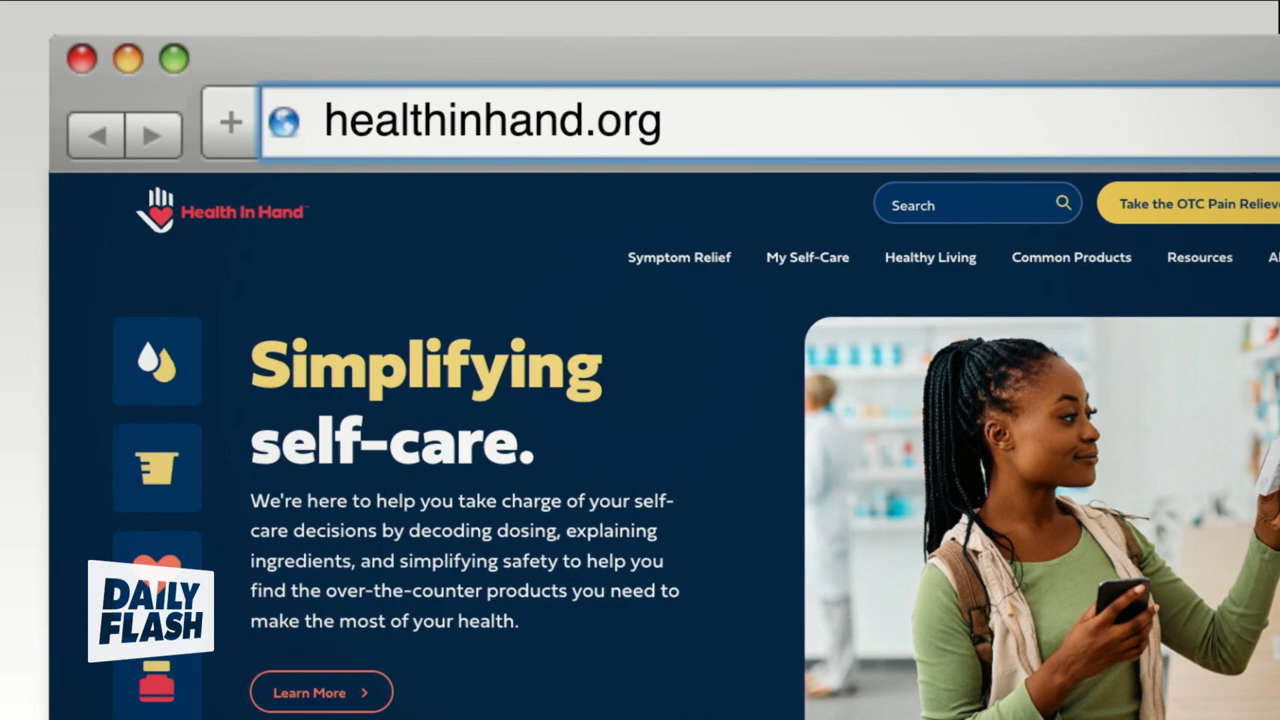 healthinhand.org
Health In Hand™
Search
Take the OTC Pain
Symptom Relief My Self-Care Healthy Living Common Products Resources
Simplifying
self-care.
We're here to help you take charge of your self-
care decisions by decoding dosing, explaining
ingredients, and simplifying safety to help you
find the over-the-counter products you need to
make the most of your health.
DAILY
FLASH
Learn More